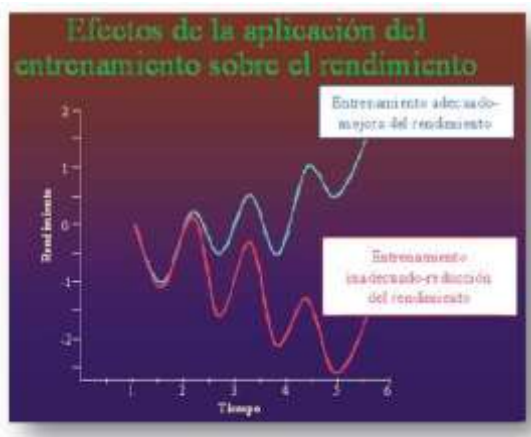 Efectos de la aplicación del
entrenamiento sobre el rendimiento
Entrenamiento adecuado-
mejora del rendimiento
Entrenamiento
inadecuado-reducción
del rendimiento
Rendimiento
2
1
0
-1
-2
1
2
3
4
5
6
Tiempo